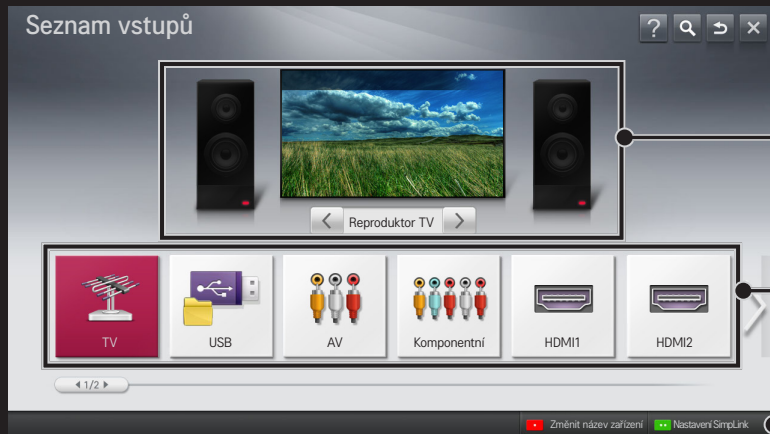 Seznam vstupů
?
Reproduktor TV
TV
USB
AV
Komponentní
HDMI1
HDMI2
1/2
Změnit název zařízení
Nastavení SimpLink